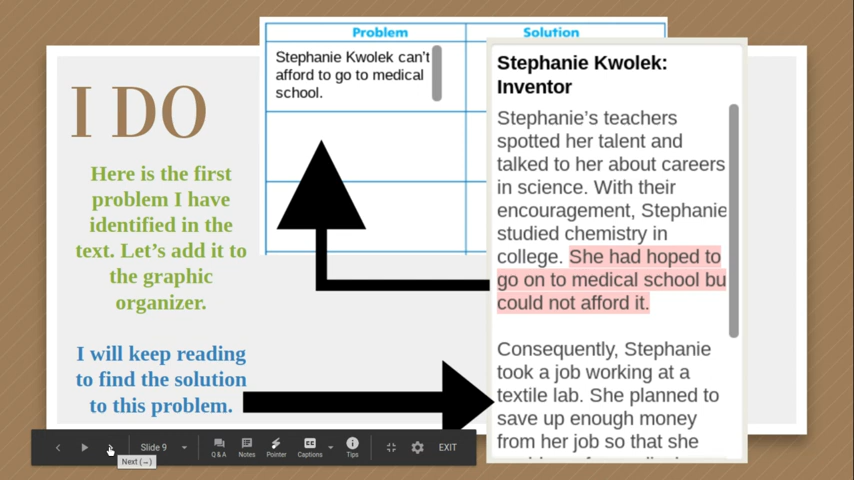 Problem
Solution
Stephanie Kwolek can't
afford to go to medical
school.
I DO
Here is the first
problem I have
identified in the
text. Let's add it to
the graphic
organizer.
I will keep reading
to find the solution
to this problem.
Stephanie Kwolek:
Inventor
Stephanie's teachers
spotted her talent and
talked to her about careers
in science. With their
encouragement, Stephanie
studied chemistry in
college. She had hoped to
go on to medical school bu
could not afford it.
Consequently, Stephanie
took a job working at a
textile lab. She planned to
save up enough money
from her job so that she
Slide 9
Q & A
Notes
Pointer
Captions
Tips
EXIT
Next (→)